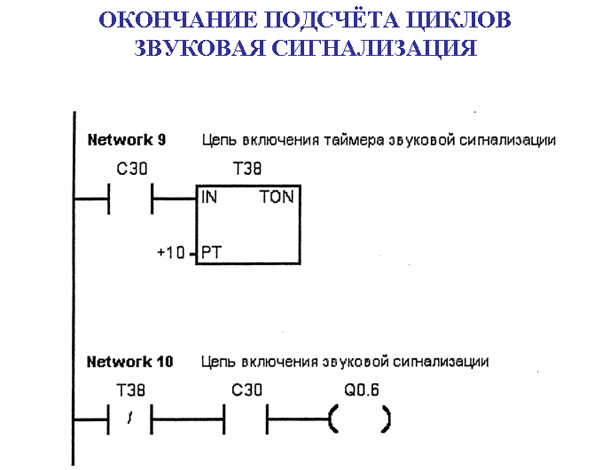 ОКОНЧАНИЕ ПОДСЧЁТА ЦИКЛОВ
ЗВУКОВАЯ СИГНАЛИЗАЦИЯ
Network 9 Цепь включения таймера звуковой сигнализации
C30 T38
IN TON
+10 PT
Network 10 Цепь включения звуковой сигнализации
T38 C30 Q0.6
/